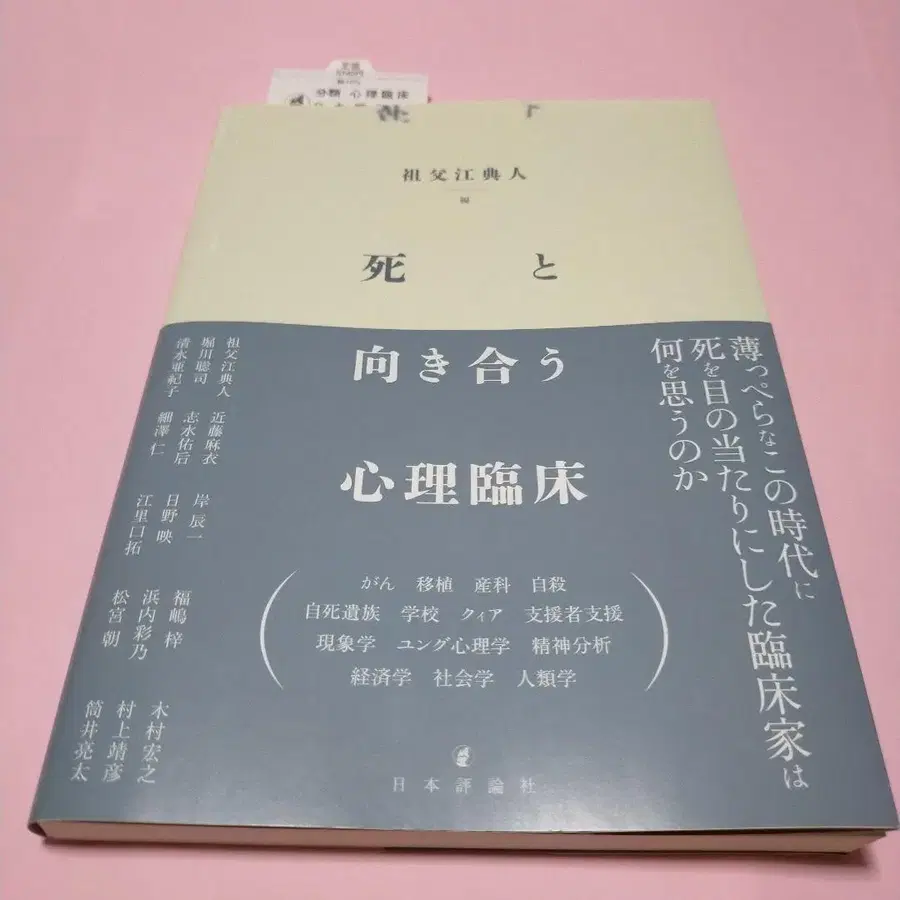 分類 心理臨床
祖父江典人
編
死と
向き合う
心理臨床
薄っぺらなこの時代に
死を目の当たりにした臨床家は
何を思うのか
祖父江典人
堀川聡司
清水亜紀子
近藤麻衣
志水佑后
細澤 仁
岸 辰一
日野 映
江里口拓
福嶋 梓
浜内彩乃
松宮 朝
木村宏之
村上靖彦
筒井亮太
がん 移植 産科 自殺
自死遺族 学校 クィア 支援者支援
現象学 ユング心理学 精神分析
経済学 社会学 人類学
日本評論社